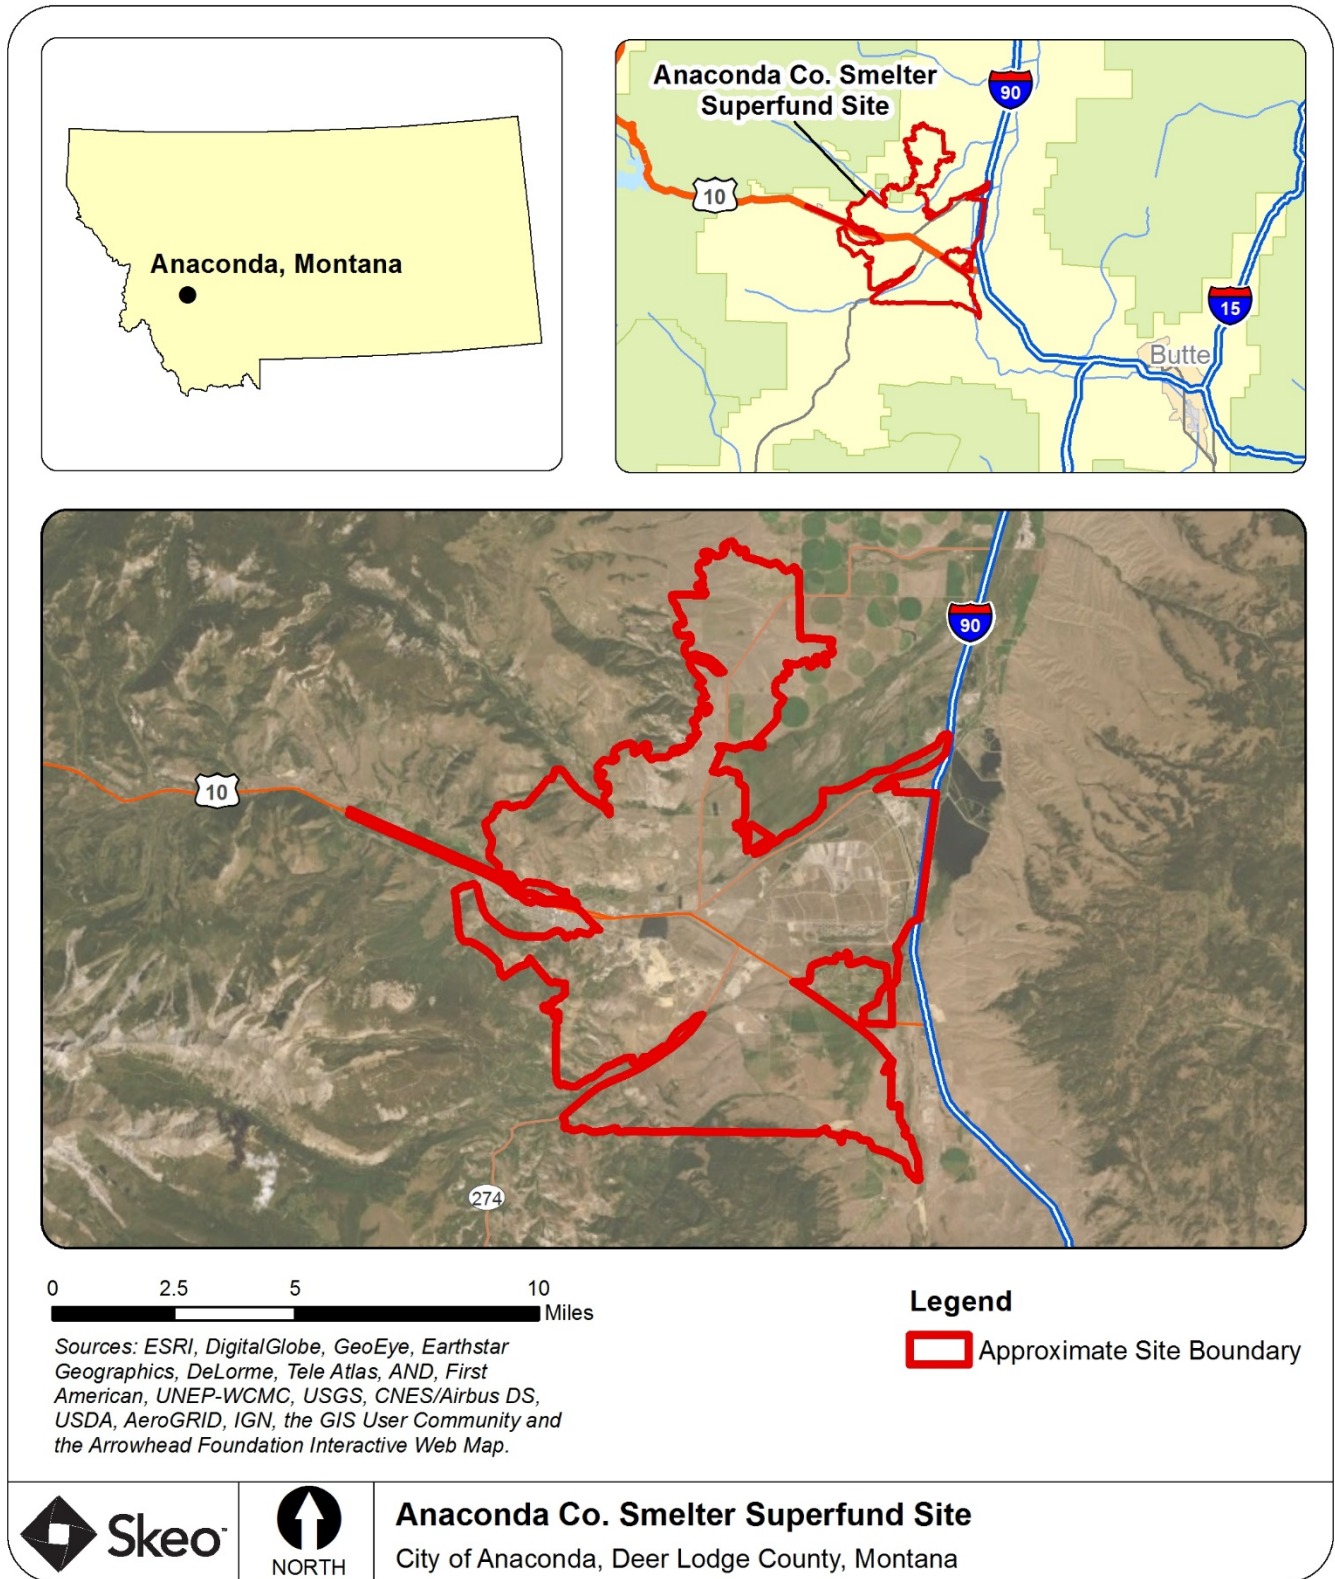 Anaconda, Montana
Anaconda Co. Smelter
Superfund Site
90
10
15
Butte
90
10
274
0 2.5 5 10
Miles
Sources: ESRI, DigitalGlobe, GeoEye, Earthstar
Geographics, DeLorme, Tele Atlas, AND, First
American, UNEP-WCMC, USGS, CNES/Airbus DS,
USDA, AeroGRID, IGN, the GIS User Community and
the Arrowhead Foundation Interactive Web Map.
Legend
Approximate Site Boundary
Skeo™
NORTH
Anaconda Co. Smelter Superfund Site
City of Anaconda, Deer Lodge County, Montana